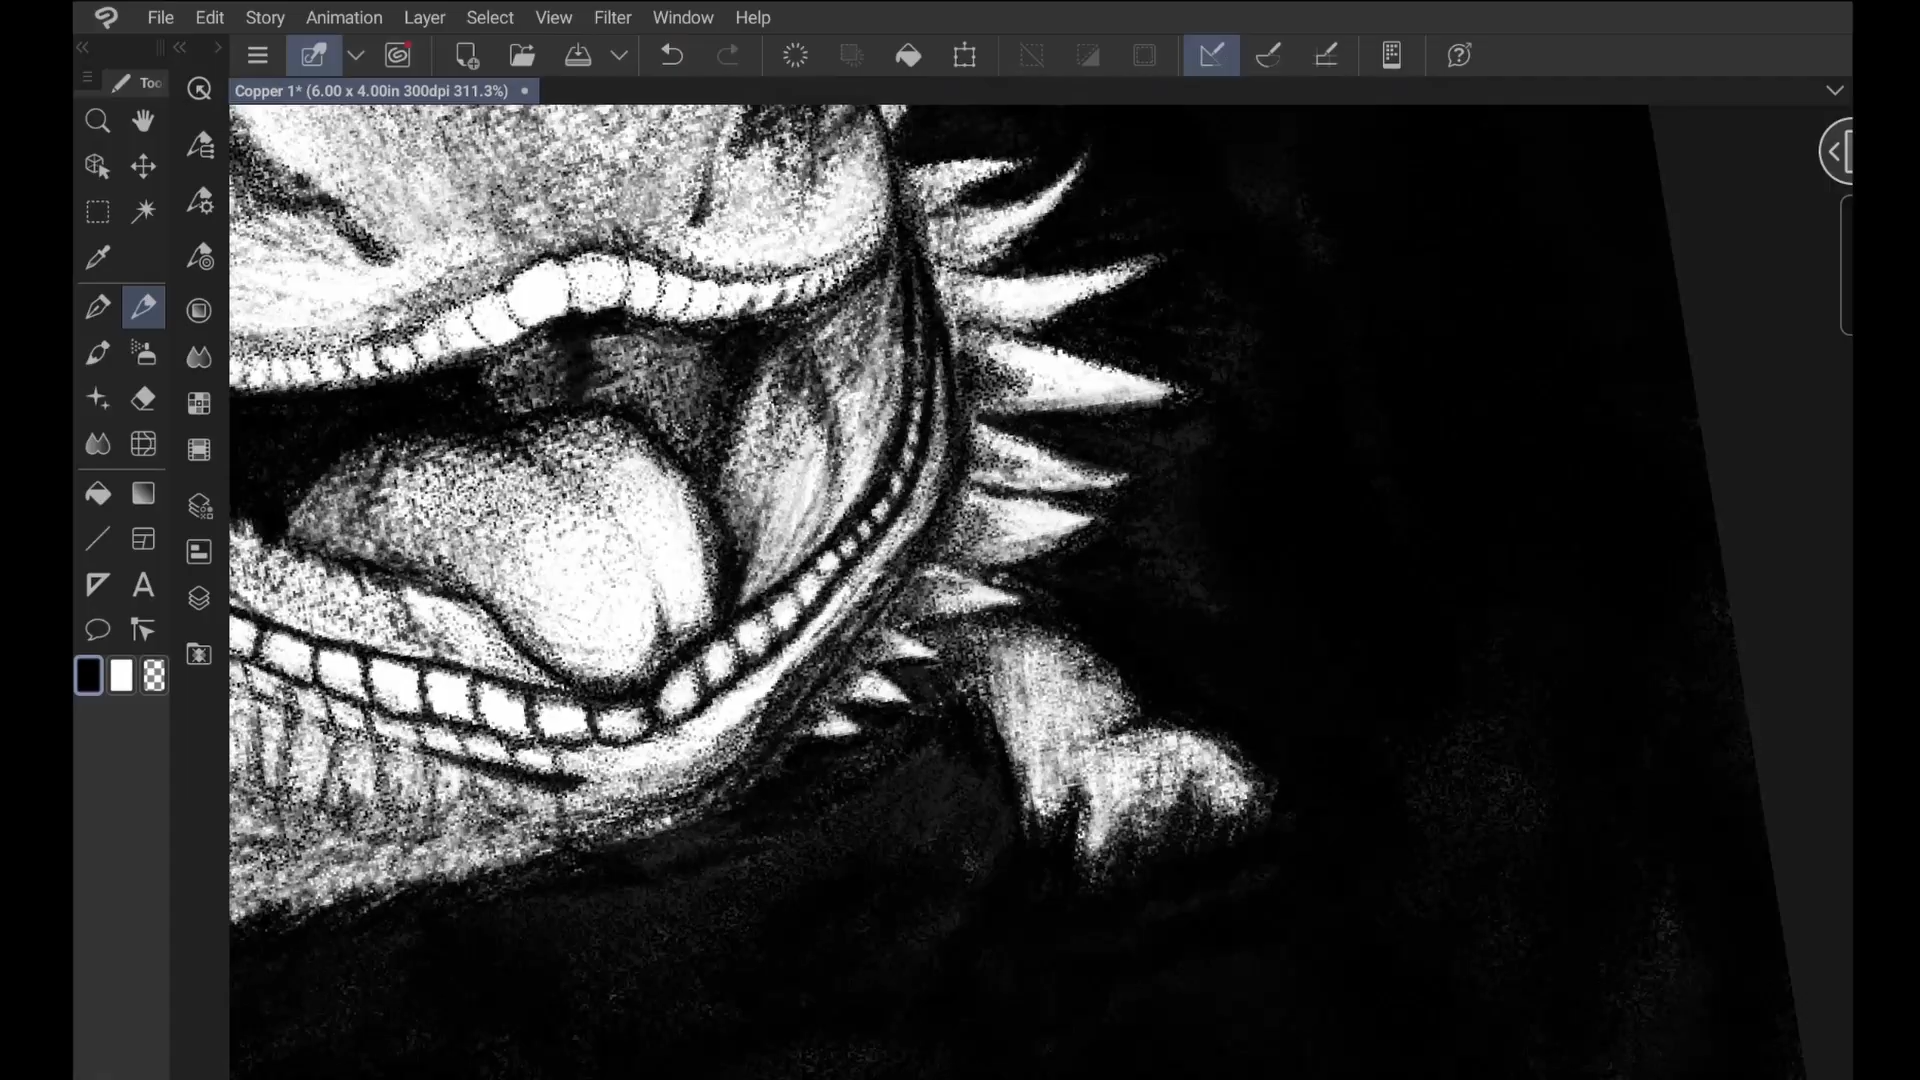 File Edit Story Animation Layer Select View Filter Window Help
Too
Copper 1* (6.00 x 4.00in 300dpi 311.3%)